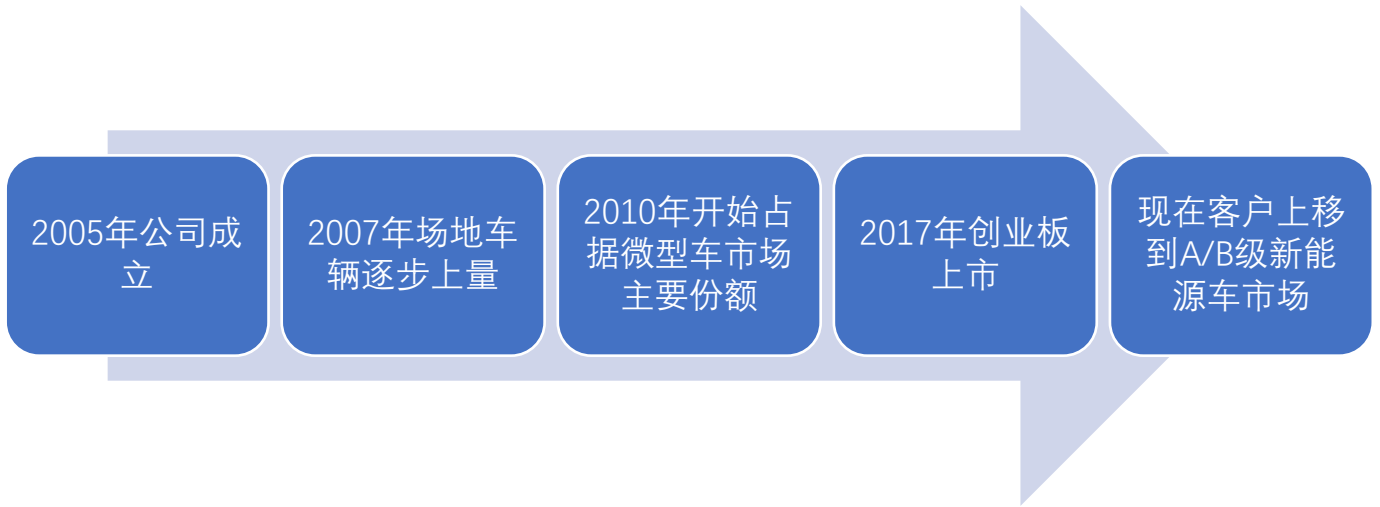 2005年公司成
立
2007年场地车
辆逐步上量
2010年开始占
据微型车市场
主要份额
2017年创业板
上市
现在客户上移
到A/B级新能
源车市场